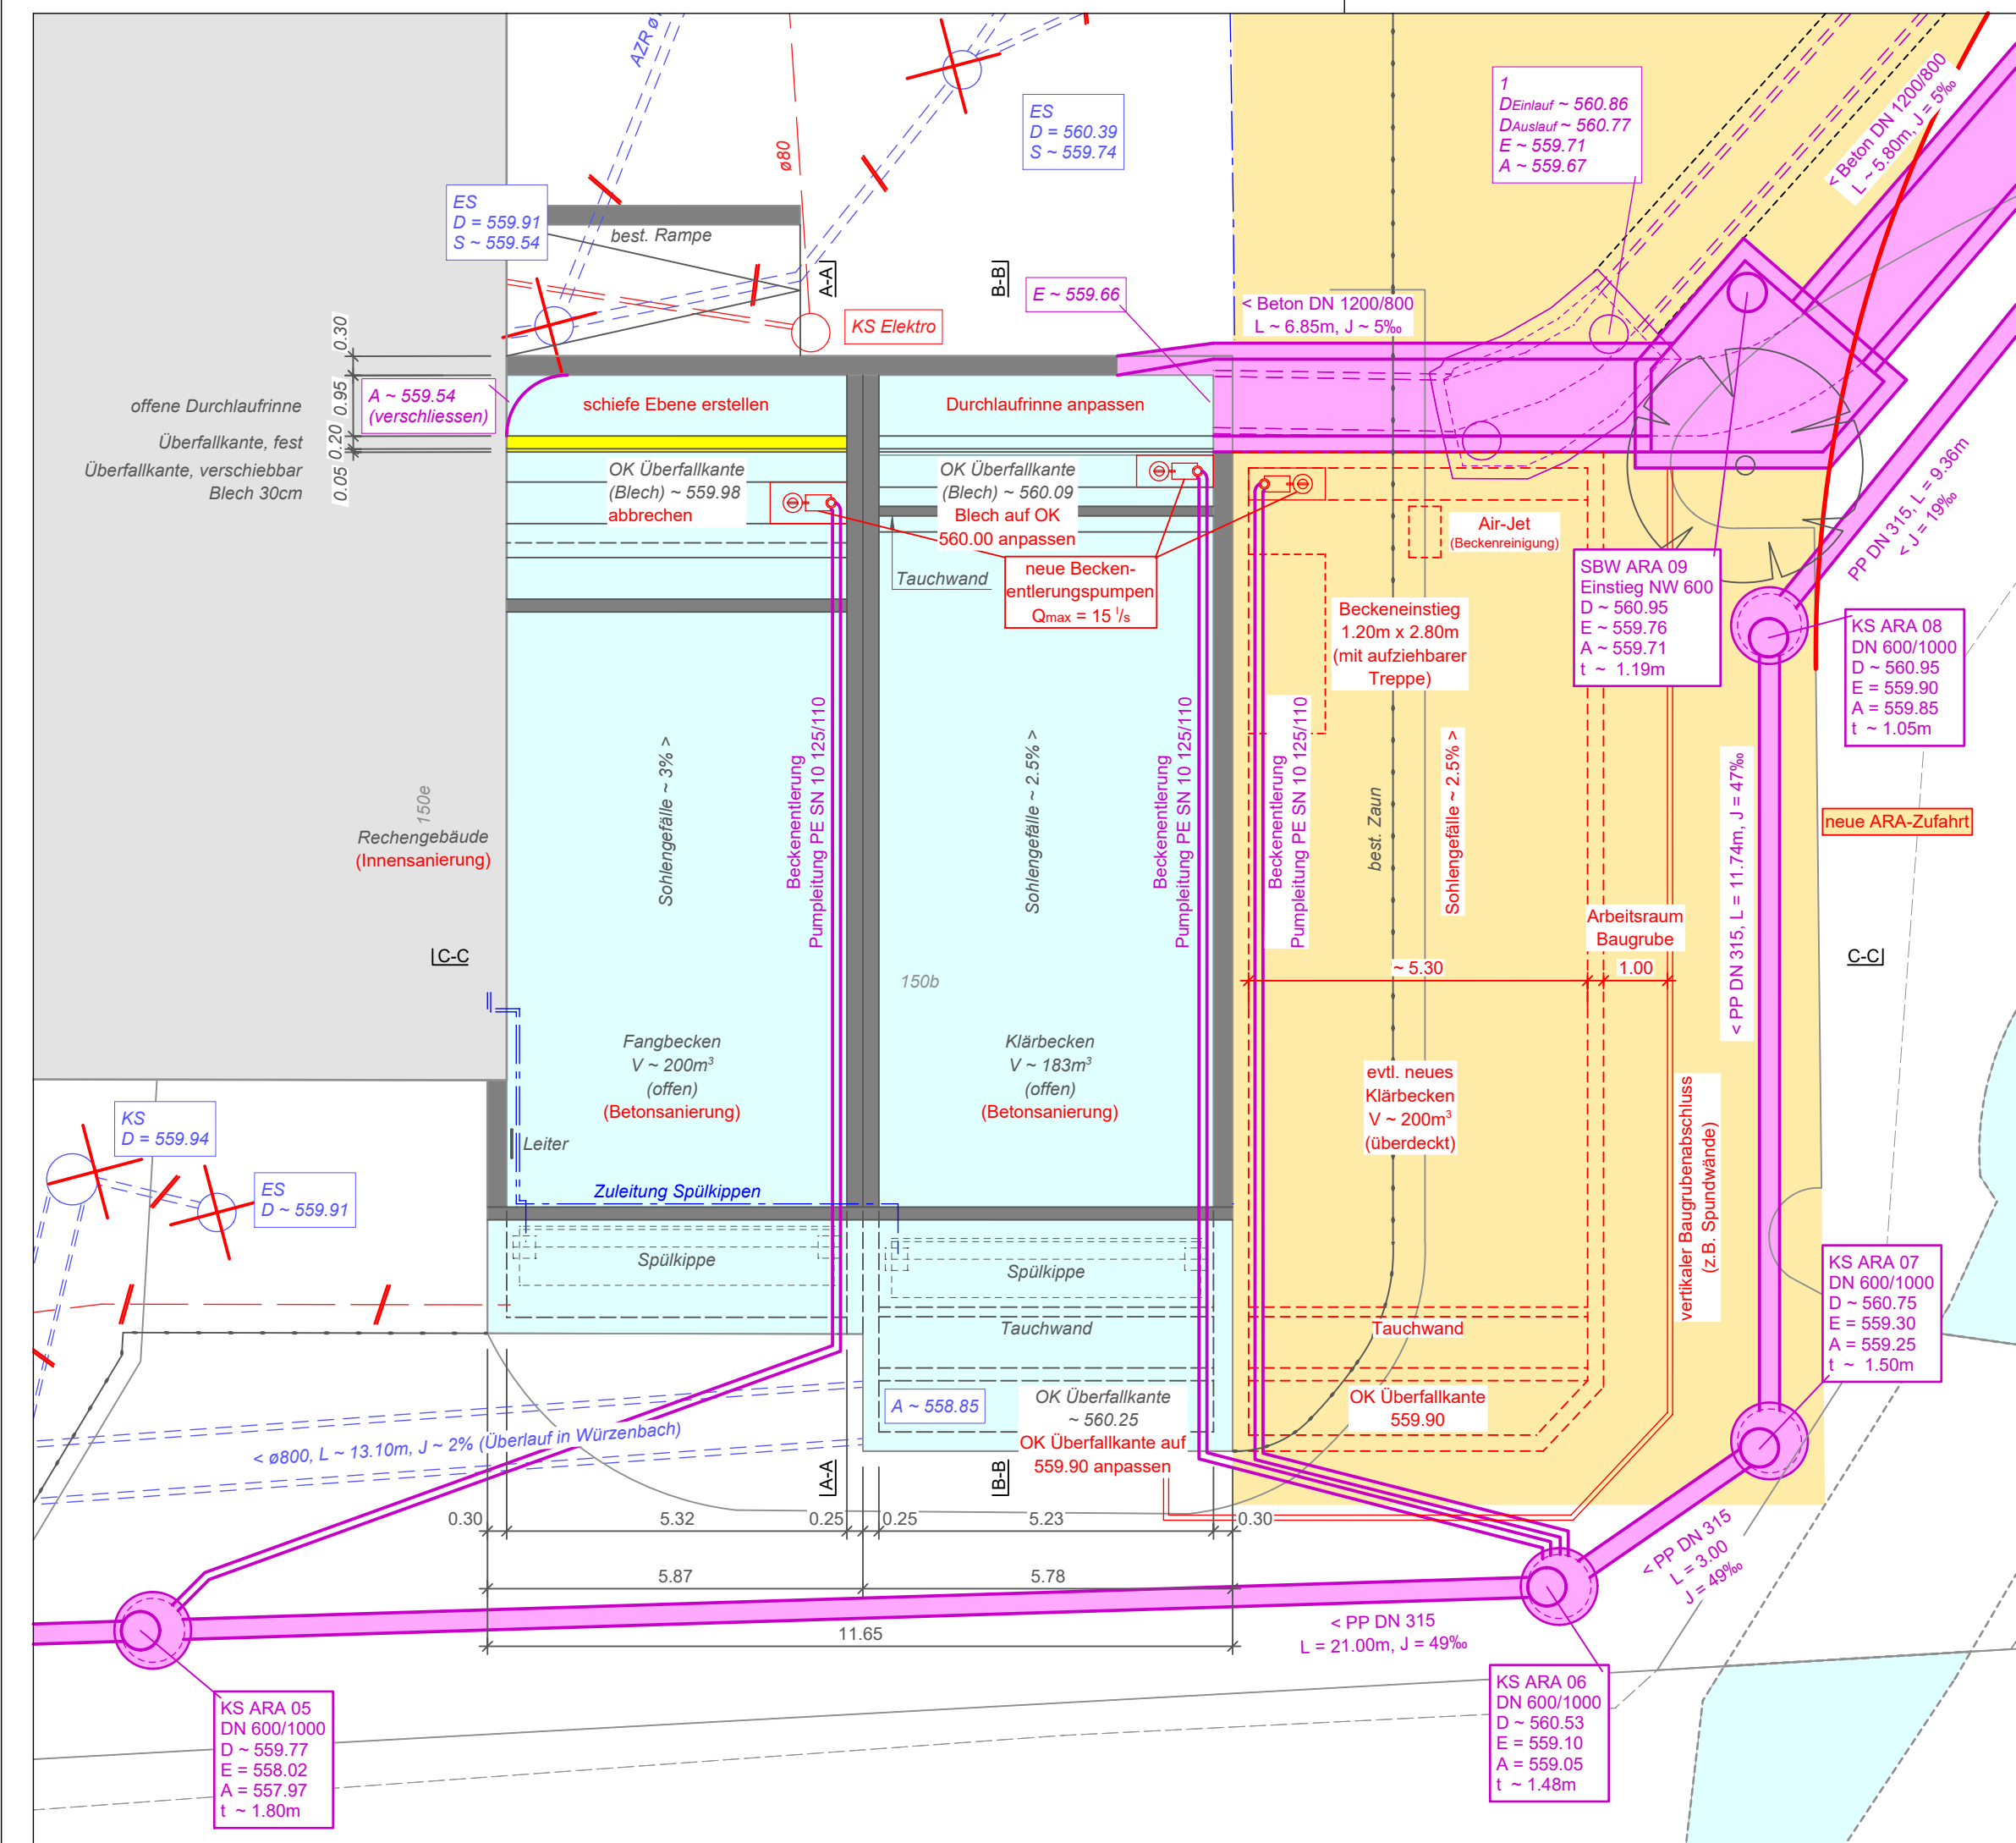 AZR ø
ø80
ES
D = 560.39
S ~ 559.74
1
DEinlauf ~ 560.86
DAuslauf ~ 560.77
E ~ 559.71
A ~ 559.67
< Beton DN 1200/800
L ~ 5.80m, J = 5‰
ES
D = 559.91
S ~ 559.54
best. Rampe
A-A
B-B
E ~ 559.66
KS Elektro
< Beton DN 1200/800
L ~ 6.85m, J ~ 5‰
0.30
0.95
0.20
0.05
offene Durchlaufrinne
Überfallkante, fest
Überfallkante, verschiebbar
Blech 30cm
A ~ 559.54
(verschliessen)
schiefe Ebene erstellen
Durchlaufrinne anpassen
OK Überfallkante
(Blech) ~ 559.98
abbrechen
OK Überfallkante
(Blech) ~ 560.09
Blech auf OK
560.00 anpassen
Tauchwand
neue Becken-
entlerungspumpen
Qmax = 15 l/s
Air-Jet
(Beckenreinigung)
Beckeneinstieg
1.20m x 2.80m
(mit aufziehbarer
Treppe)
SBW ARA 09
Einstieg NW 600
D ~ 560.95
E ~ 559.76
A ~ 559.71
t ~ 1.19m
PP DN 315, L = 9.36m
< J = 19‰
KS ARA 08
DN 600/1000
D ~ 560.95
E = 559.90
A = 559.85
t ~ 1.05m
150e
Rechengebäude
(Innensanierung)
Sohlengefälle ~ 3% >
Beckenentlerung
Pumpleitung PE SN 10 125/110
Sohlengefälle ~ 2.5% >
Beckenentlerung
Pumpleitung PE SN 10 125/110
Beckenentlerung
Pumpleitung PE SN 10 125/110
best. Zaun
Sohlengefälle ~ 2.5% >
< PP DN 315, L = 11.74m, J = 47‰
neue ARA-Zufahrt
Arbeitsraum
Baugrube
~ 5.30
1.00
C-C
C-C
150b
Fangbecken
V ~ 200m³
(offen)
(Betonsanierung)
Klärbecken
V ~ 183m³
(offen)
(Betonsanierung)
evtl. neues
Klärbecken
V ~ 200m³
(überdeckt)
vertikaler Baugrubenabschluss
(z.B. Spundwände)
KS
D = 559.94
ES
D ~ 559.91
Leiter
Zuleitung Spülkippen
Spülkippe
Spülkippe
Tauchwand
Tauchwand
KS ARA 07
DN 600/1000
D ~ 560.75
E = 559.30
A = 559.25
t ~ 1.50m
A ~ 558.85
OK Überfallkante
~ 560.25
OK Überfallkante auf
559.90 anpassen
OK Überfallkante
559.90
< ø800, L ~ 13.10m, J ~ 2% (Überlauf in Würzenbach)
A-A
B-B
0.30
5.32
0.25
0.25
5.23
0.30
5.87
5.78
11.65
< PP DN 315
L = 3.00
J = 49‰
< PP DN 315
L = 21.00m, J = 49‰
KS ARA 05
DN 600/1000
D ~ 559.77
E = 558.02
A = 557.97
t ~ 1.80m
KS ARA 06
DN 600/1000
D ~ 560.53
E = 559.10
A = 559.05
t ~ 1.48m